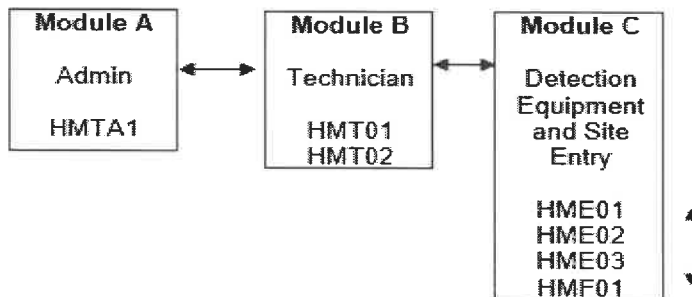 Module A
Admin
HMTA1
Module B
Technician
HMT01
HMT02
Module C
Detection
Equipment
and Site
Entry
HME01
HME02
HME03
HMF01